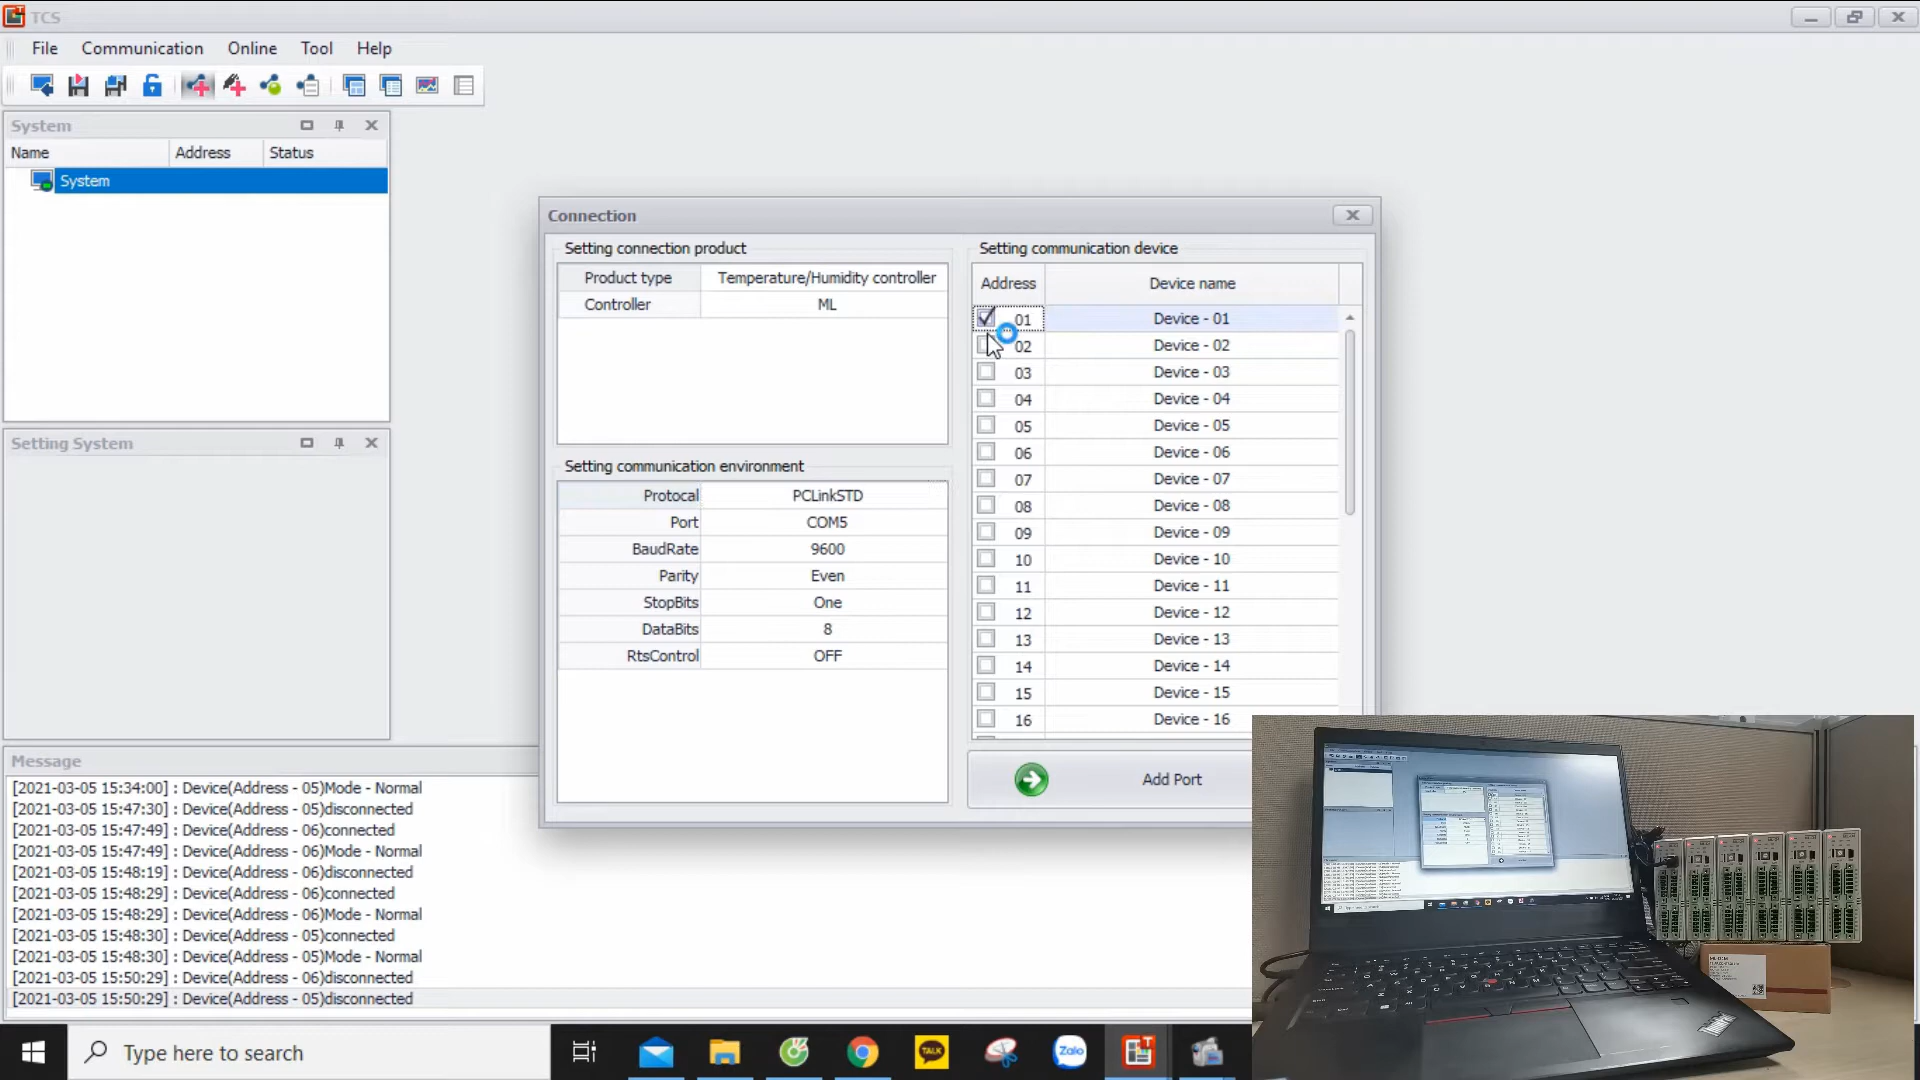 TCS
File Communication Online Tool Help
System
Name Address Status
System
Setting System
Connection
Setting connection product
Product type Temperature/Humidity controller
Controller ML
Setting communication environment
Protocal PCLinkSTD
Port COM5
BaudRate 9600
Parity Even
StopBits One
DataBits 8
RtsControl OFF
Setting communication device
Address Device name
01 Device - 01
02 Device - 02
03 Device - 03
04 Device - 04
05 Device - 05
06 Device - 06
07 Device - 07
08 Device - 08
09 Device - 09
10 Device - 10
11 Device - 11
12 Device - 12
13 Device - 13
14 Device - 14
15 Device - 15
16 Device - 16
Add Port
Message
[2021-03-05 15:34:00] : Device(Address - 05)Mode - Normal
[2021-03-05 15:47:30] : Device(Address - 05)disconnected
[2021-03-05 15:47:49] : Device(Address - 06)connected
[2021-03-05 15:47:49] : Device(Address - 06)Mode - Normal
[2021-03-05 15:48:19] : Device(Address - 06)disconnected
[2021-03-05 15:48:29] : Device(Address - 06)connected
[2021-03-05 15:48:29] : Device(Address - 06)Mode - Normal
[2021-03-05 15:48:30] : Device(Address - 05)connected
[2021-03-05 15:48:30] : Device(Address - 05)Mode - Normal
[2021-03-05 15:50:29] : Device(Address - 06)disconnected
[2021-03-05 15:50:29] : Device(Address - 05)disconnected
Type here to search
TALK
Zalo